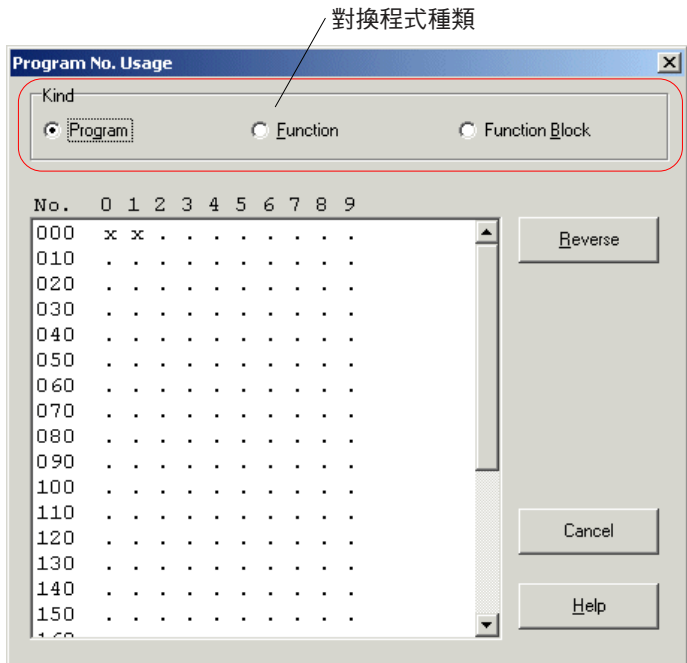 對換程式種類
Program No. Usage
Kind
Program Function Function Block
No. 0 1 2 3 4 5 6 7 8 9
000 x x . . . . . . . .
Reverse
010 . . . . . . . . . .
020 . . . . . . . . . .
030 . . . . . . . . . .
040 . . . . . . . . . .
050 . . . . . . . . . .
060 . . . . . . . . . .
070 . . . . . . . . . .
080 . . . . . . . . . .
090 . . . . . . . . . .
100 . . . . . . . . . .
110 . . . . . . . . . .
120 . . . . . . . . . .
Cancel
130 . . . . . . . . . .
140 . . . . . . . . . .
150 . . . . . . . . . .
Help